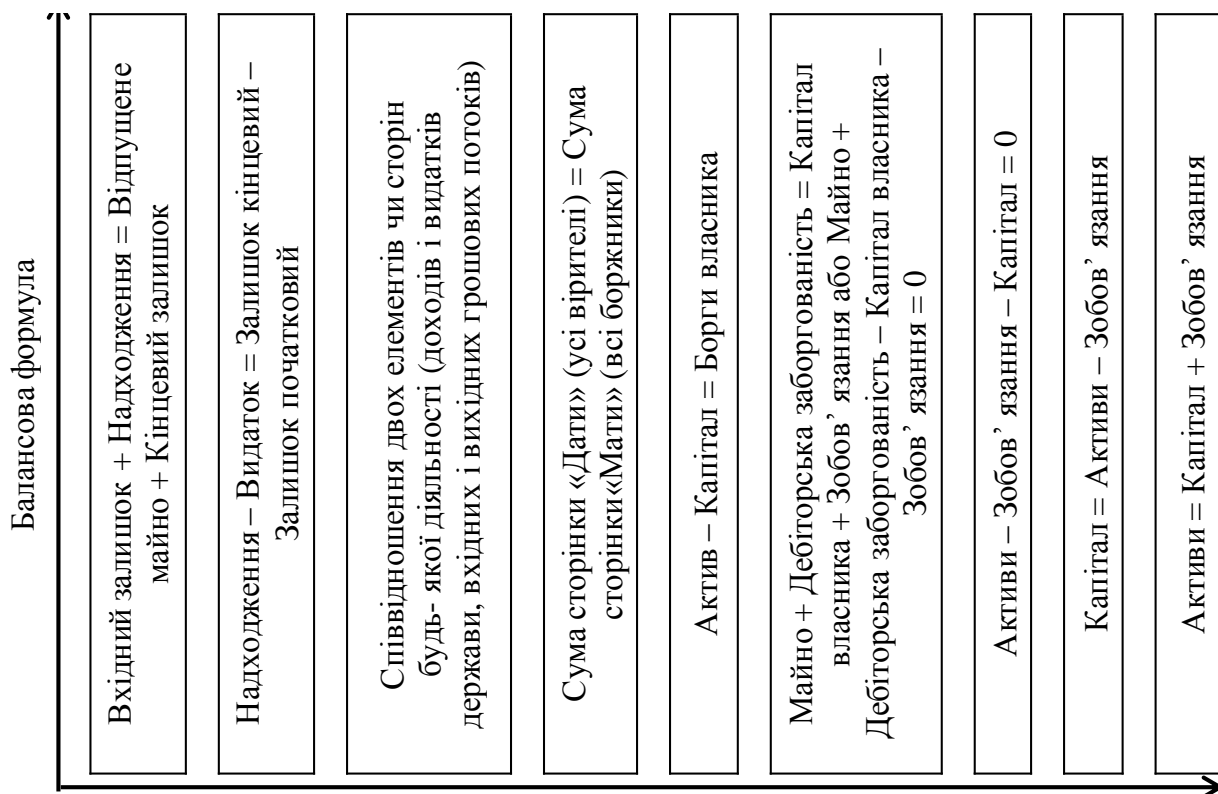 Балансова формула
Вхідний залишок + Надходження = Відпущене
майно + Кінцевий залишок
Надходження – Видаток = Залишок кінцевий –
Залишок початковий
Співвідношення двох елементів чи сторін
будь- якої діяльності (доходів і видатків
держави, вхідних і вихідних грошових потоків)
Сума сторінки «Дати» (усі вірителі) = Сума
сторінки«Мати» (всі боржники)
Актив – Капітал = Борги власника
Майно + Дебіторська заборгованість = Капітал
власника + Зобов’ язання або Майно +
Дебіторська заборгованість – Капітал власника –
Зобов’ язання = 0
Активи – Зобов’ язання – Капітал = 0
Капітал = Активи – Зобов’ язання
Активи = Капітал + Зобов’ язання